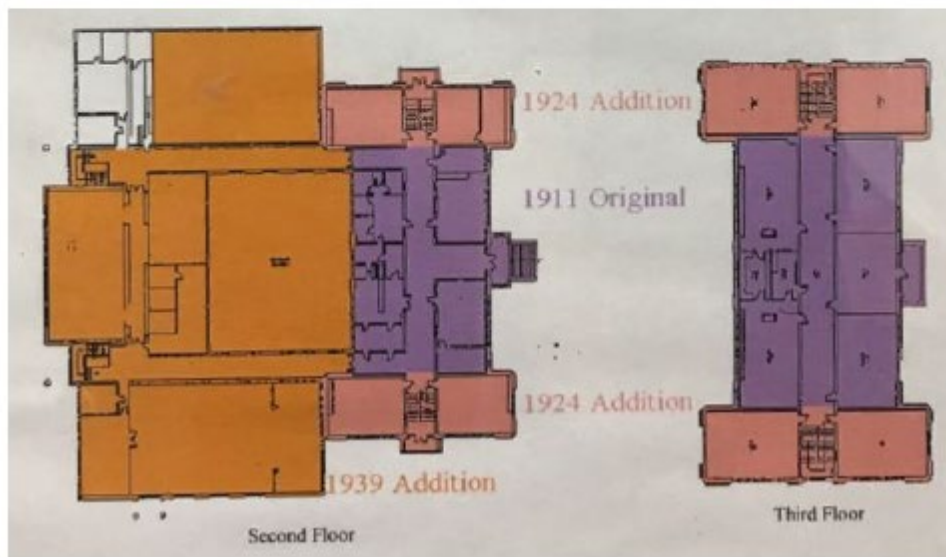 1924 Addition
1911 Original
1924 Addition
1939 Addition
Second Floor
Third Floor